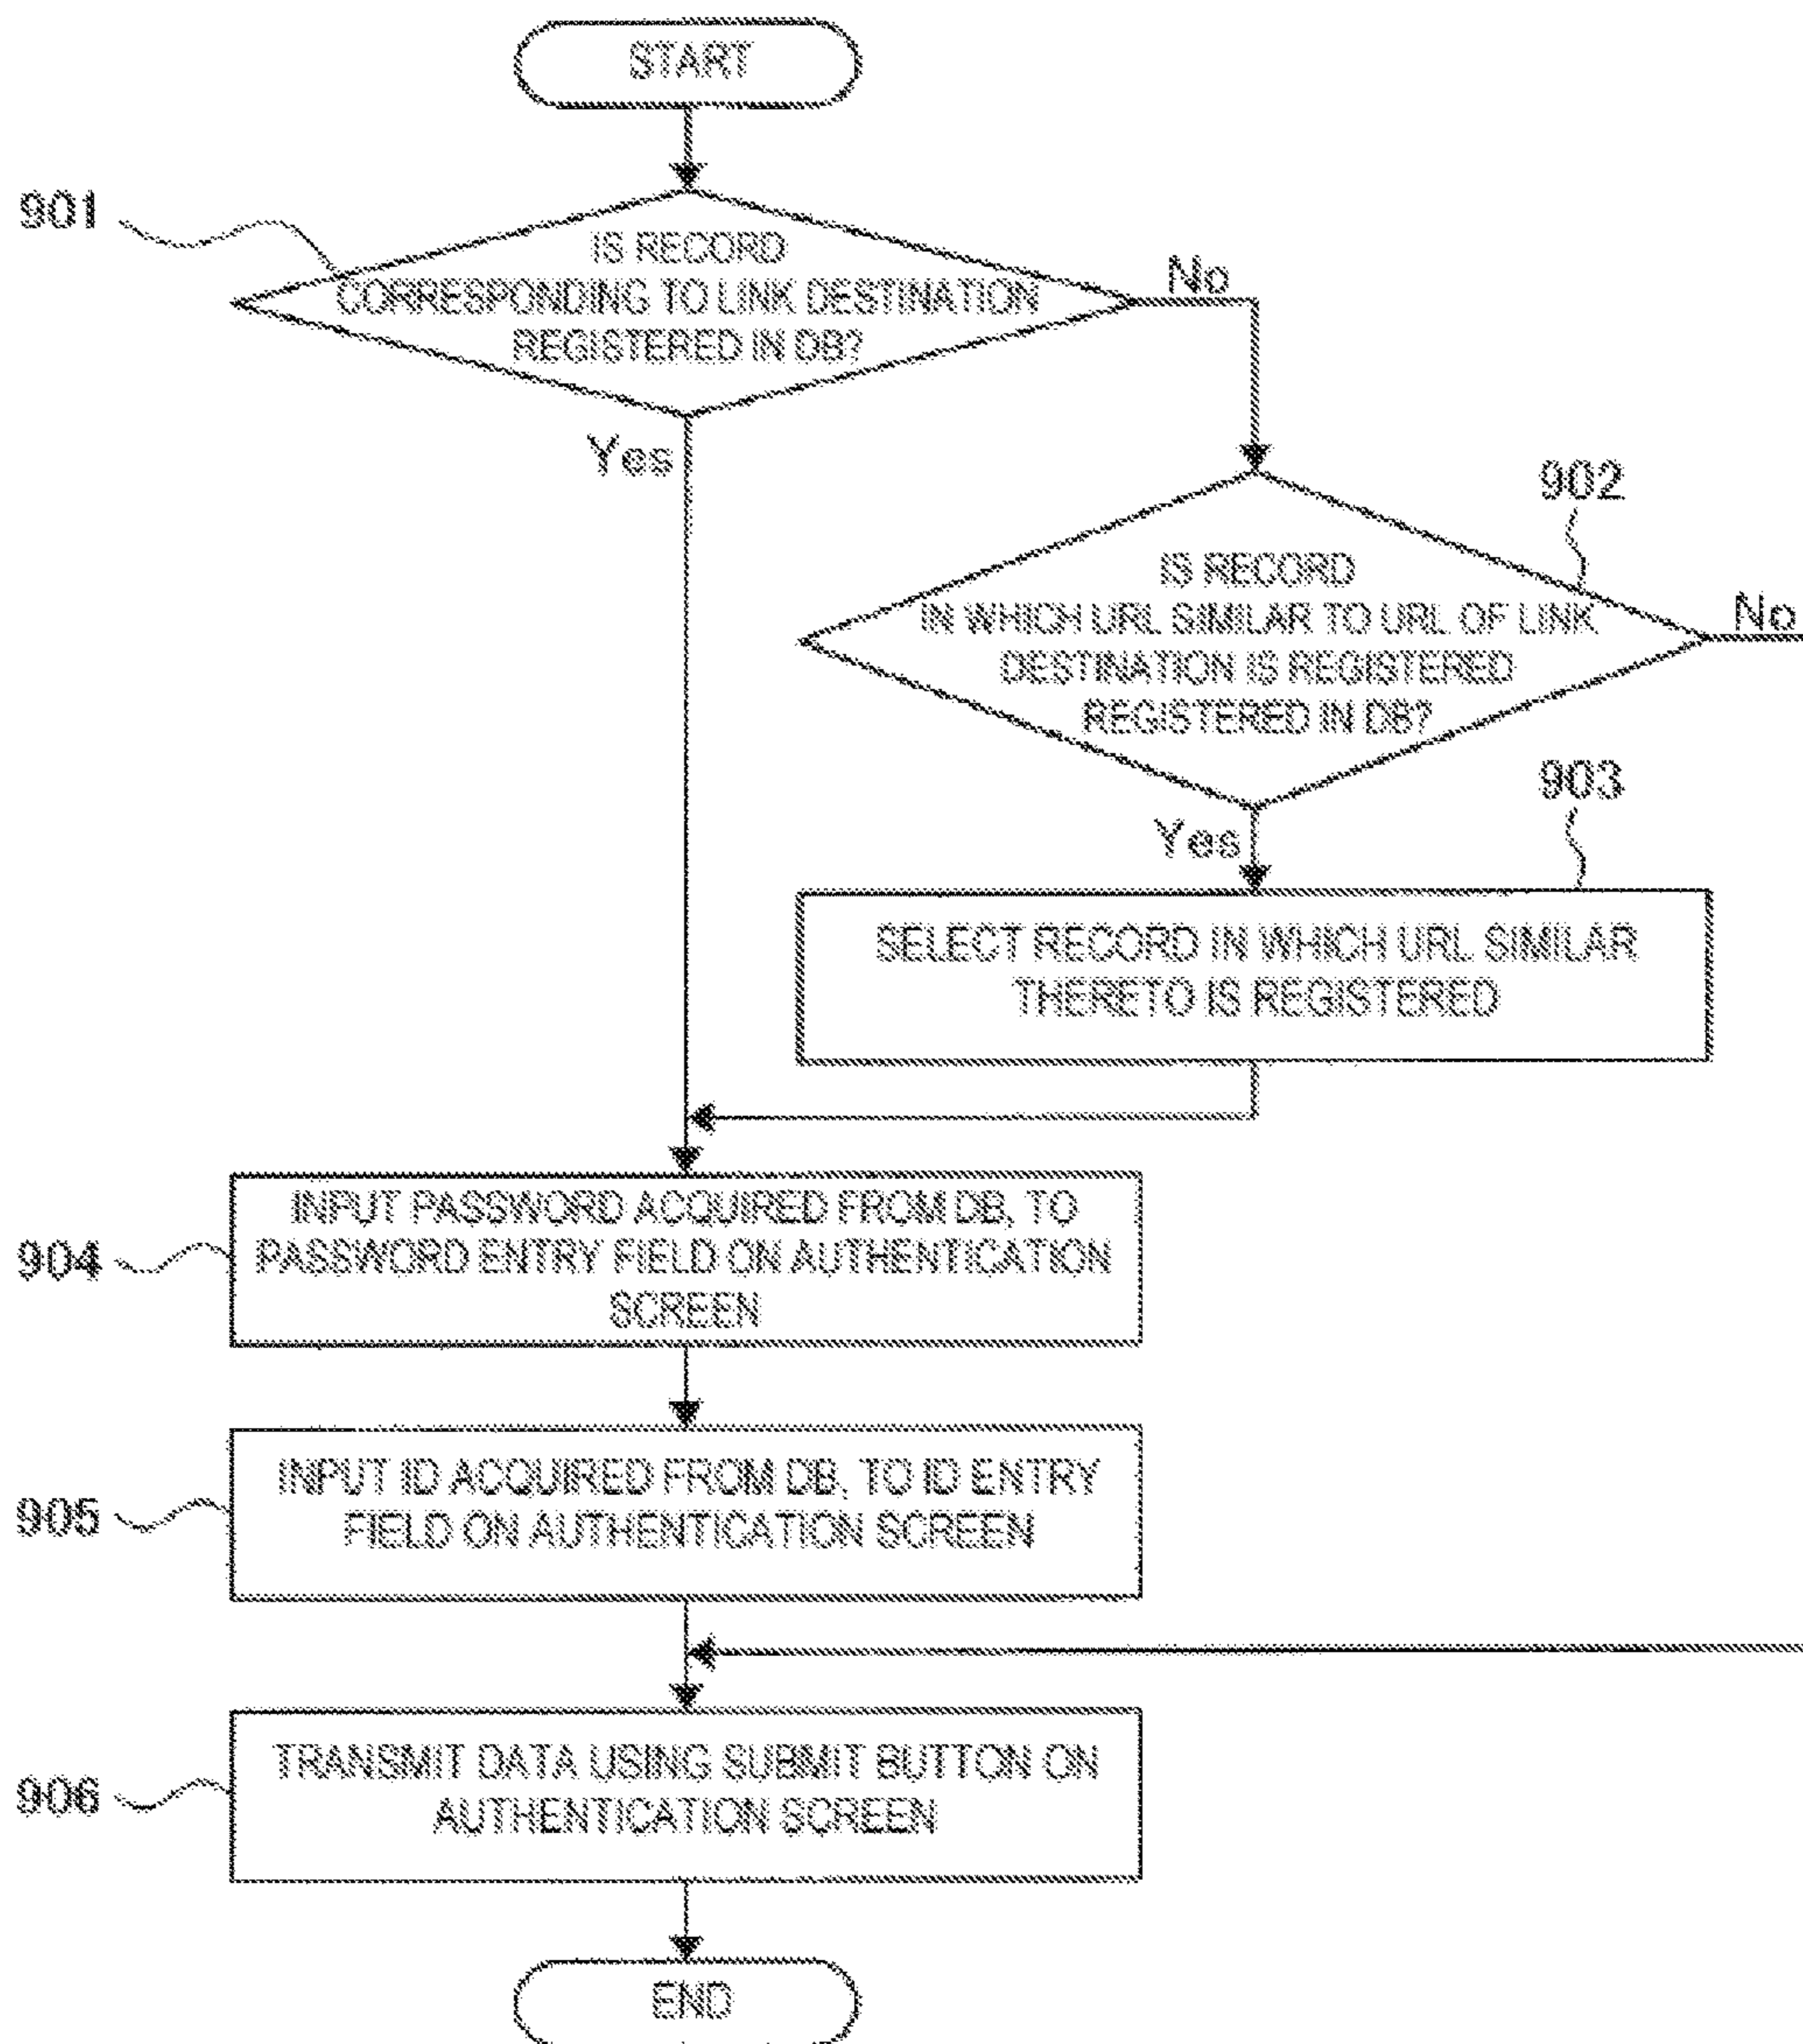 START
901
IS RECORD
CORRESPONDING TO LINK DESTINATION
REGISTERED IN DB?
No
Yes
902
IS RECORD
IN WHICH URL SIMILAR TO URL OF LINK
DESTINATION IS REGISTERED
REGISTERED IN DB?
No
Yes
903
SELECT RECORD IN WHICH URL SIMILAR
THERETO IS REGISTERED
904
INPUT PASSWORD ACQUIRED FROM DB, TO
PASSWORD ENTRY FIELD ON AUTHENTICATION
SCREEN
905
INPUT ID ACQUIRED FROM DB, TO ID ENTRY
FIELD ON AUTHENTICATION SCREEN
906
TRANSMIT DATA USING SUBMIT BUTTON ON
AUTHENTICATION SCREEN
END